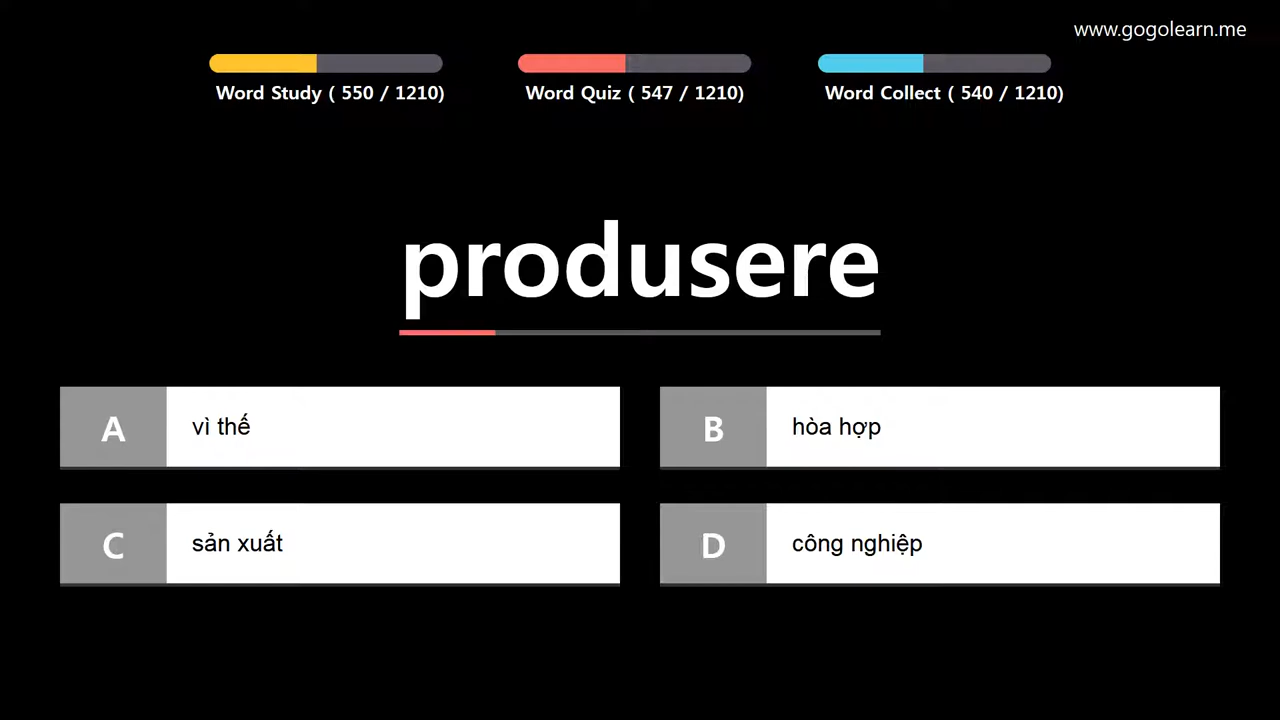 www.gogolearn.me
Word Study ( 550 / 1210)
Word Quiz ( 547 / 1210)
Word Collect ( 540 / 1210)
produsere
A vì thế
B hòa hợp
C sản xuất
D công nghiệp